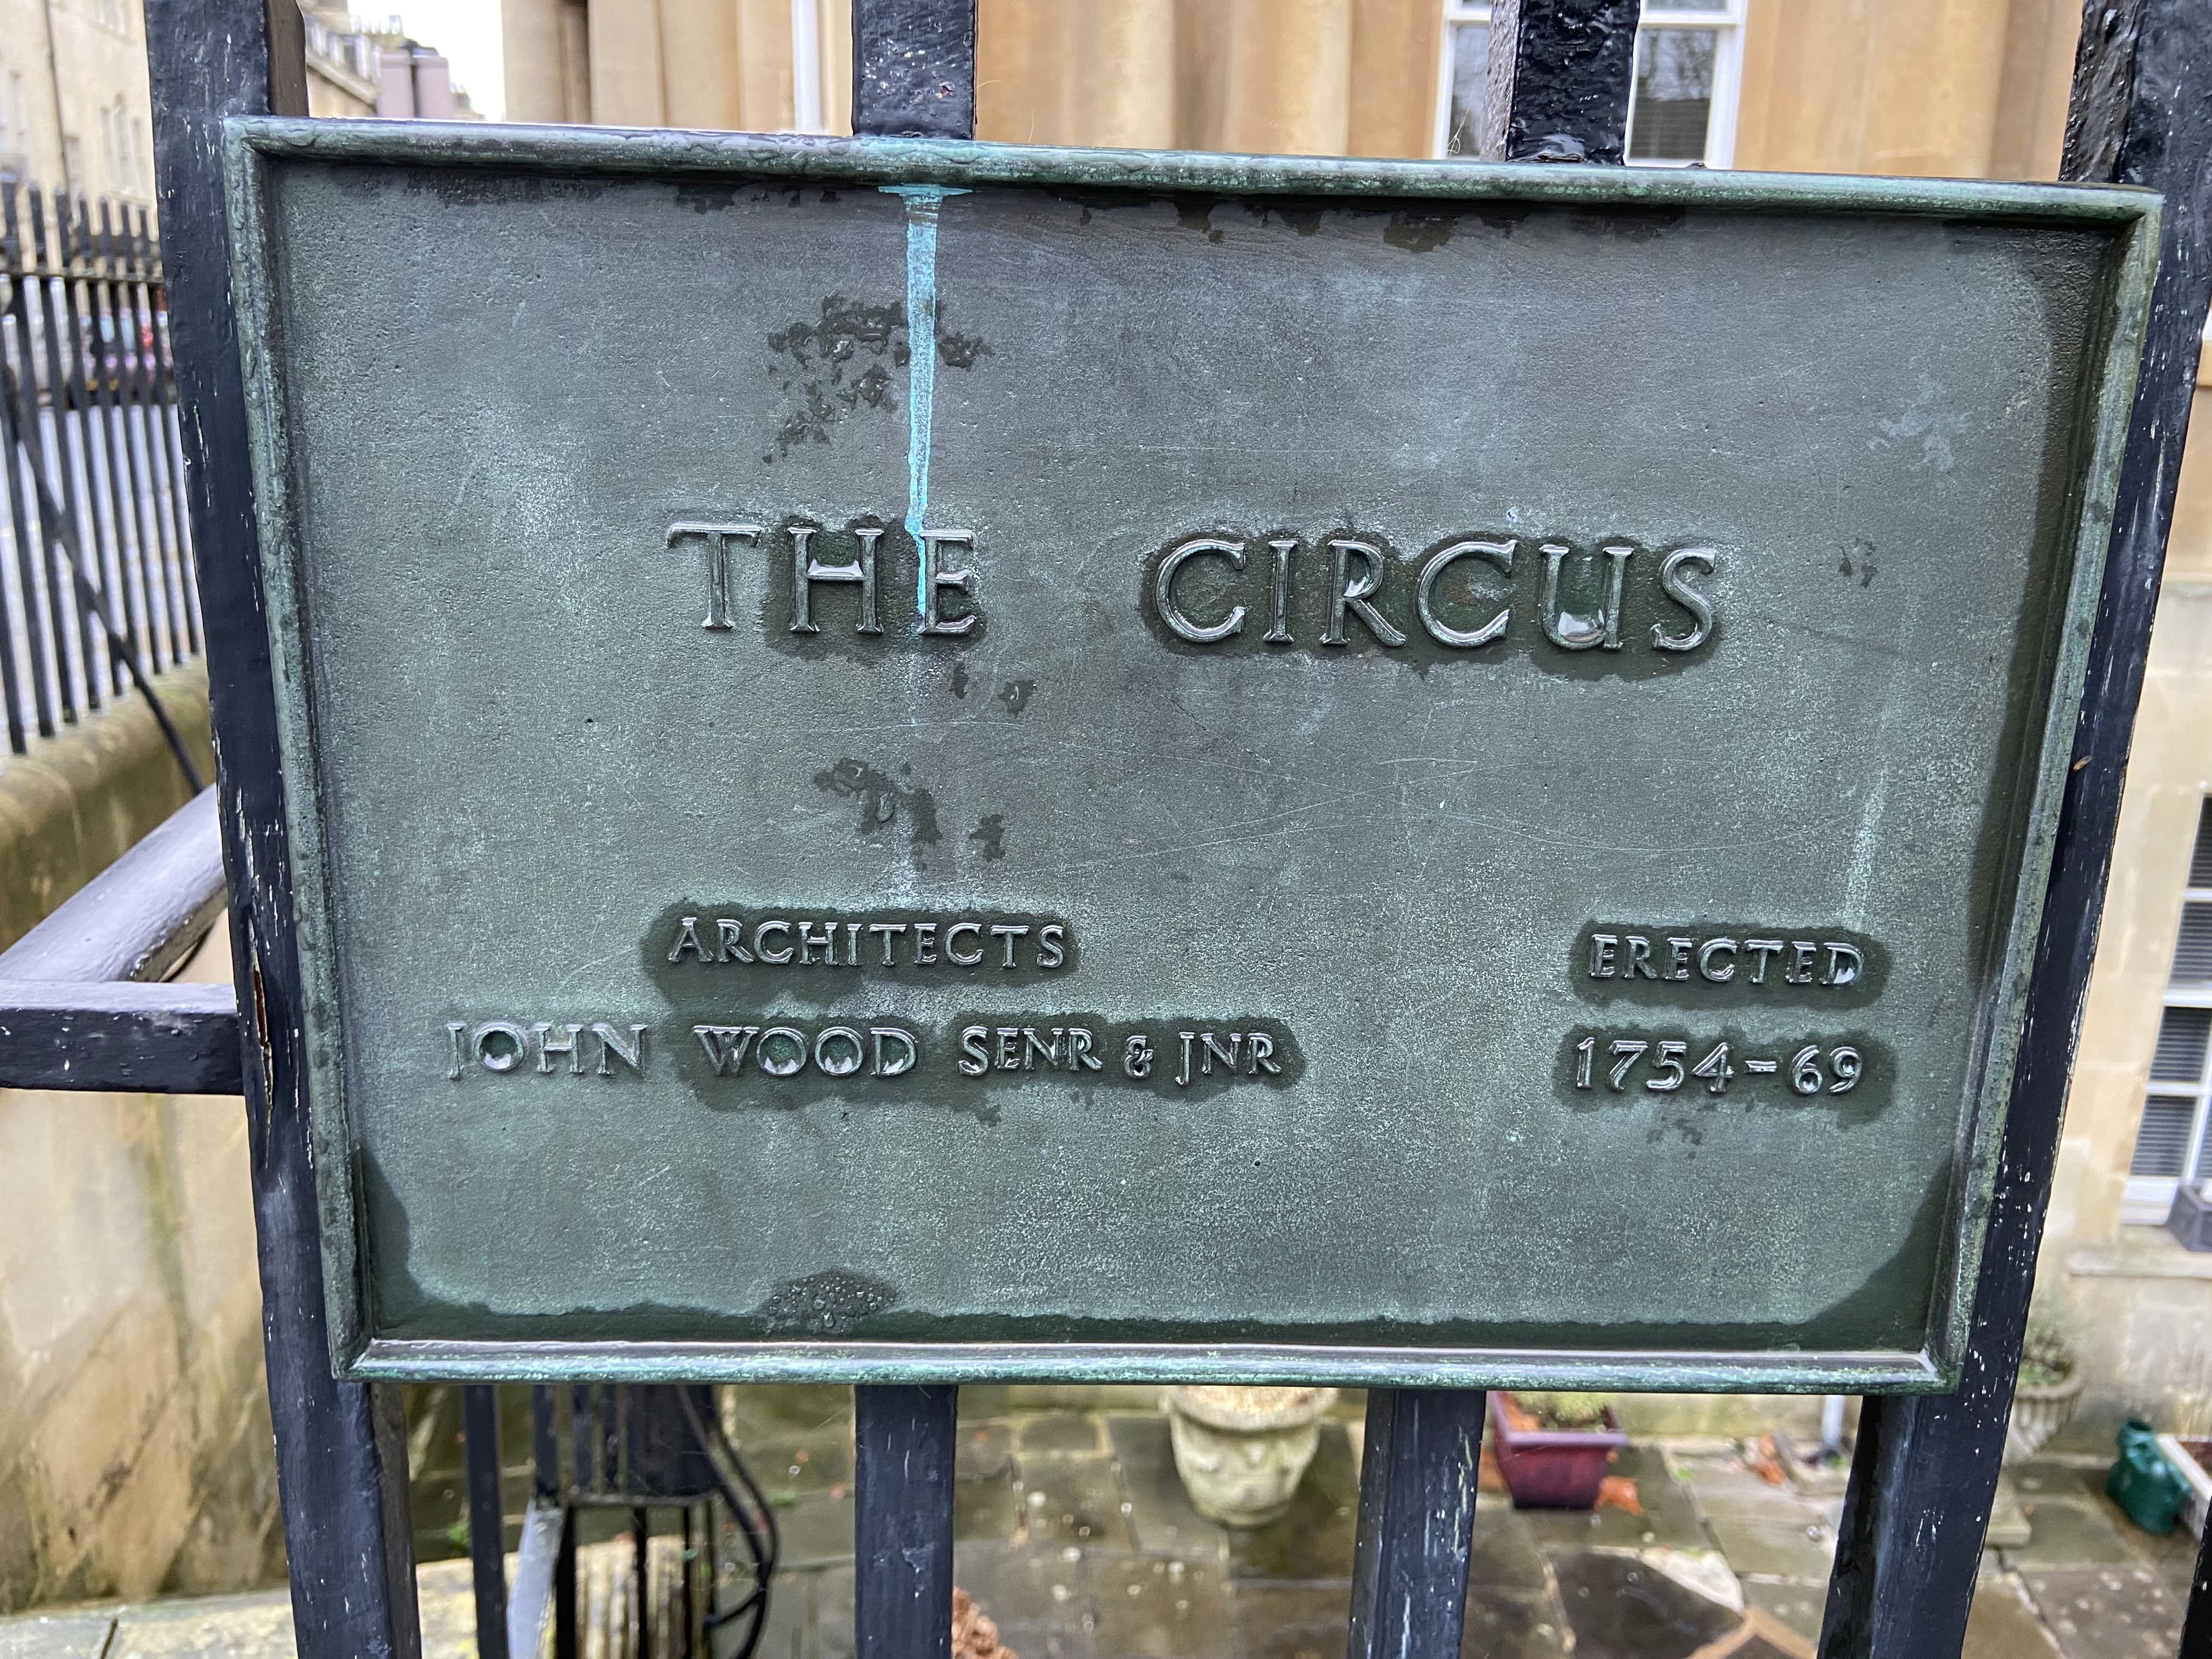 THE CIRCUS
ARCHITECTS
JOHN WOOD SENR & JNR
ERECTED
1754-69